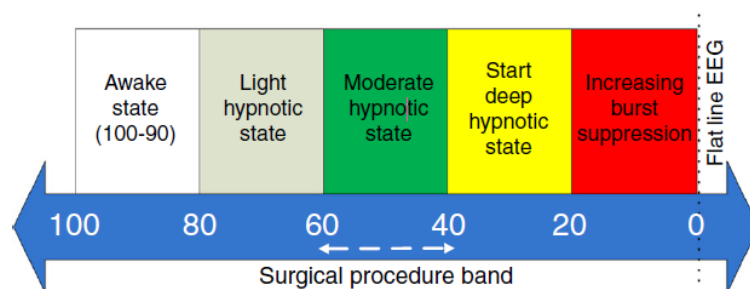 Awake
state
(100-90)
Light
hypnotic
state
Moderate
hypnotic
state
Start
deep
hypnotic
state
Increasing
burst
suppression
Flat line EEG
100 80 60 40 20 0
Surgical procedure band